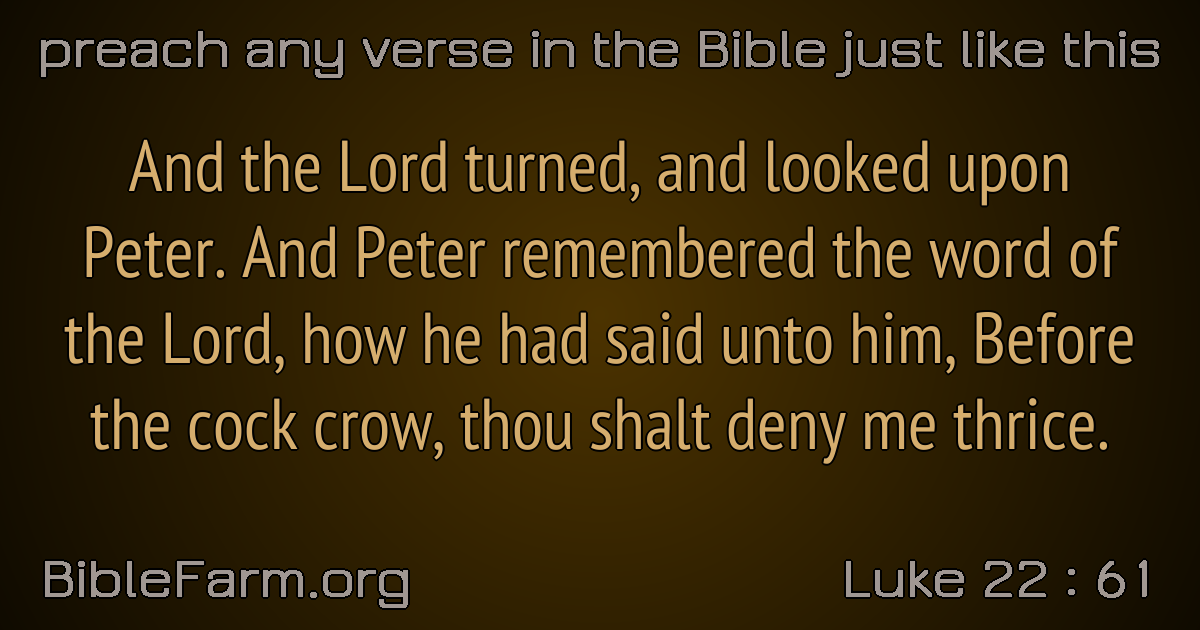 preach any verse in the Bible just like this
And the Lord turned, and looked upon
Peter. And Peter remembered the word of
the Lord, how he had said unto him, Before
the cock crow, thou shalt deny me thrice.
BibleFarm.org
Luke 22 : 61